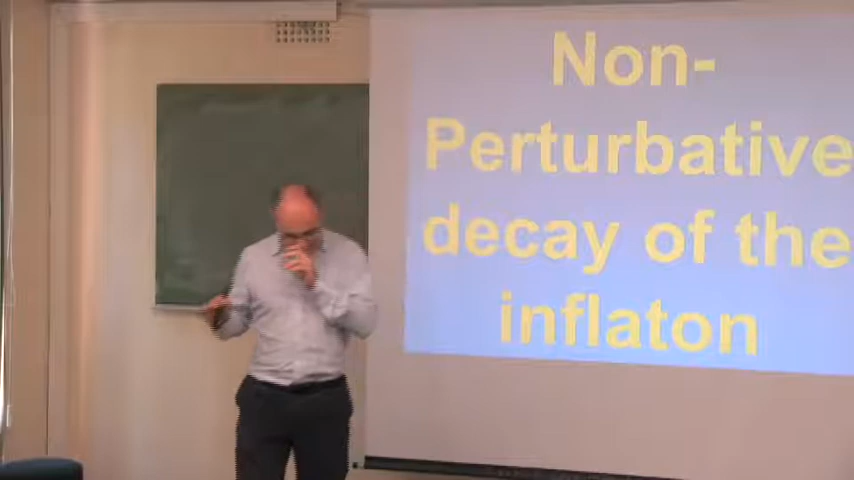 Non-
Perturbative
decay of the
inflaton